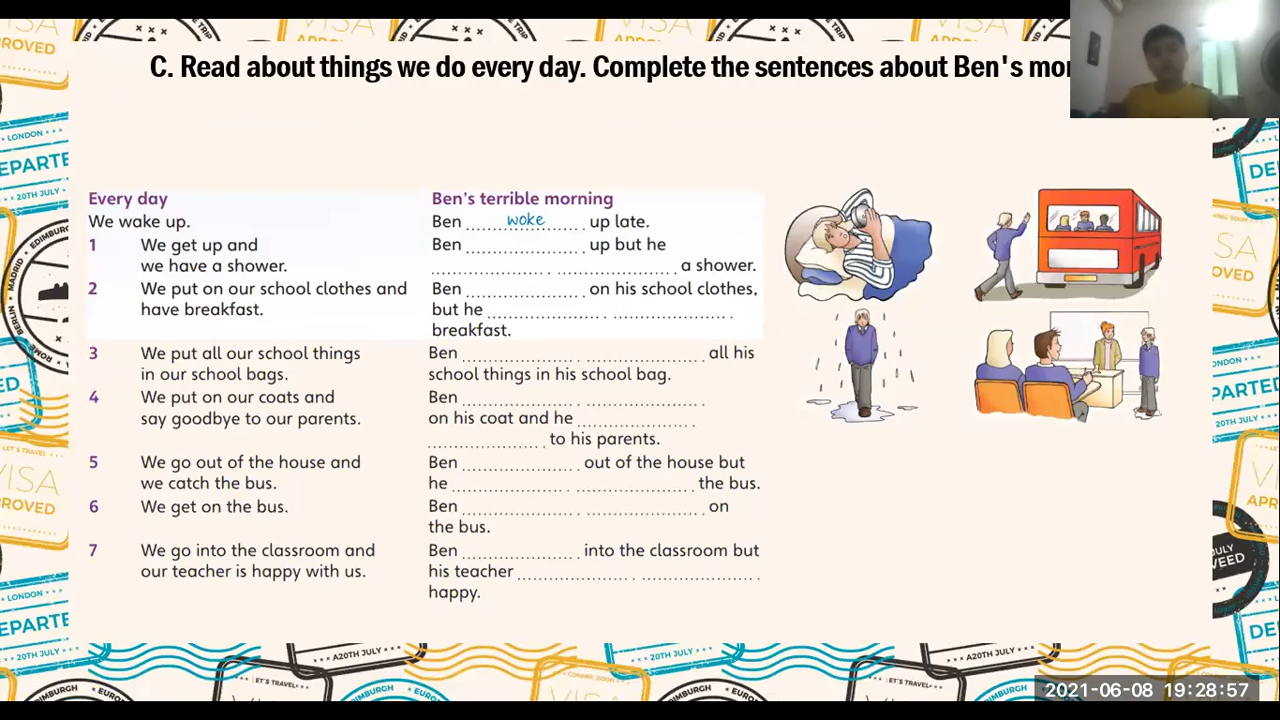 C. Read about things we do every day. Complete the sentences about Ben's mor
Every day
We wake up.
1 We get up and
we have a shower.
2 We put on our school clothes and
have breakfast.
3 We put all our school things
in our school bags.
4 We put on our coats and
say goodbye to our parents.
5 We go out of the house and
we catch the bus.
6 We get on the bus.
7 We go into the classroom and
our teacher is happy with us.
Ben's terrible morning
Ben woke up late.
Ben .................... up but he
.................... .................... a shower.
Ben .................... on his school clothes,
but he .................... ....................
breakfast.
Ben .................... .................... all his
school things in his school bag.
Ben .................... ....................
on his coat and he ....................
.................... to his parents.
Ben .................... out of the house but
he .................... .................... the bus.
Ben .................... .................... on
the bus.
Ben .................... into the classroom but
his teacher .................... ....................
happy.
2021-06-08 19:28:57